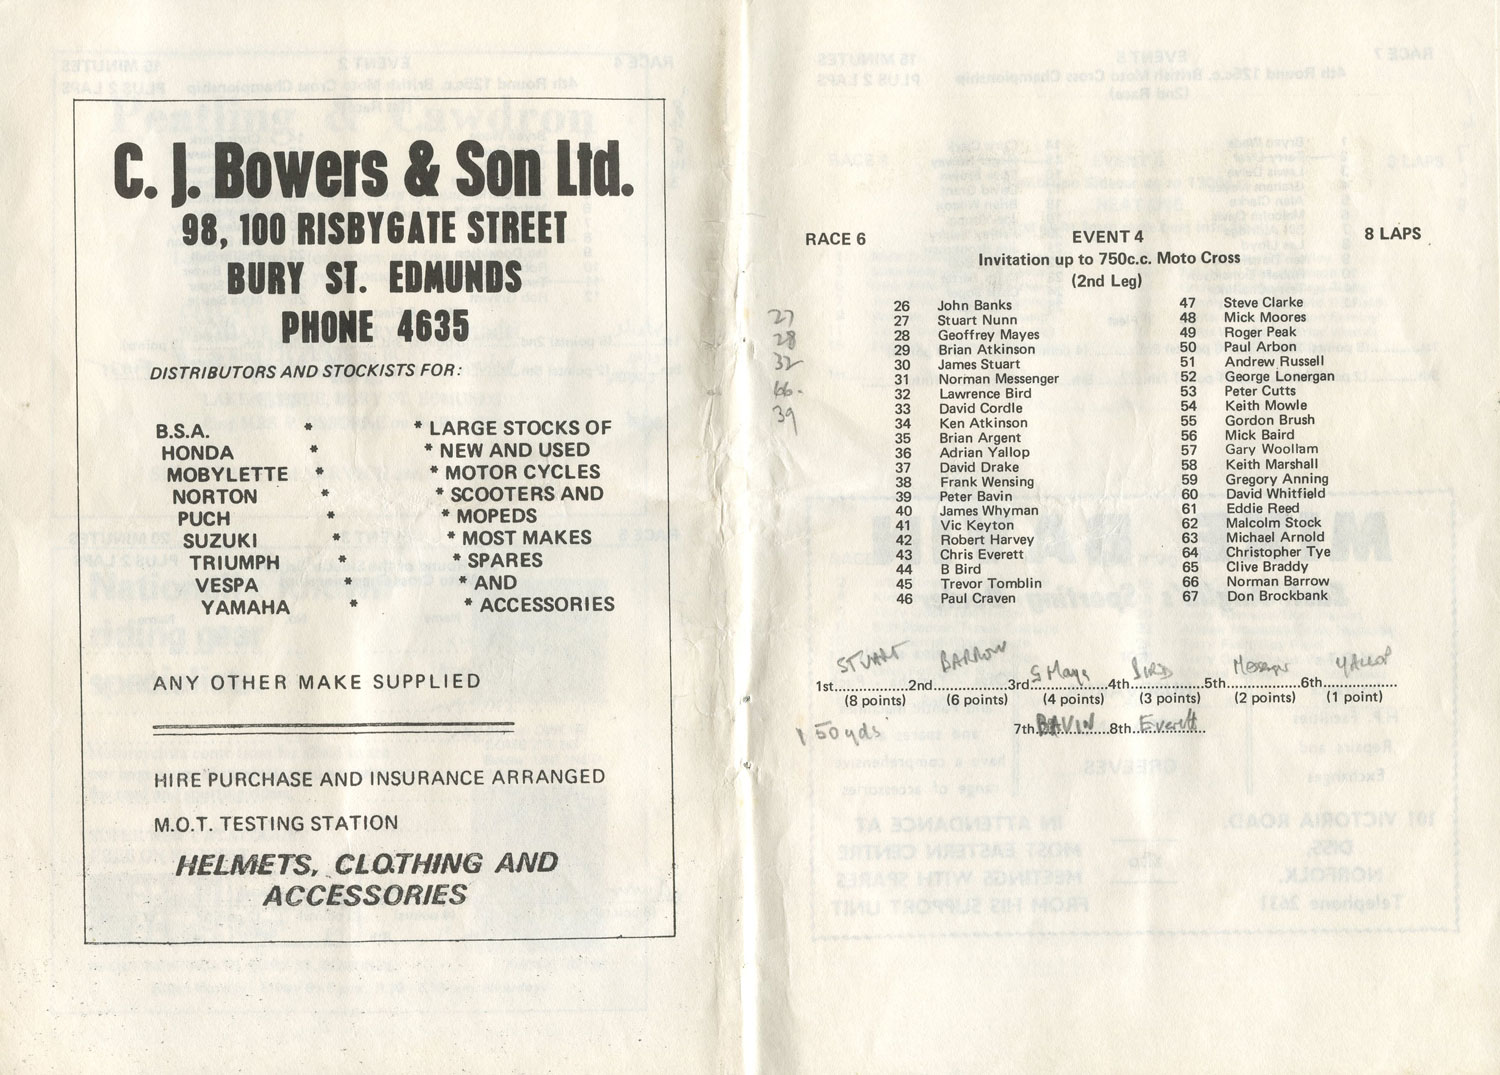 C. J. Bowers & Son Ltd.
98, 100 RISBYGATE STREET
BURY ST. EDMUNDS
PHONE 4635
DISTRIBUTORS AND STOCKISTS FOR:
B.S.A. * * LARGE STOCKS OF
HONDA * * NEW AND USED
MOBYLETTE * * MOTOR CYCLES
NORTON * * SCOOTERS AND
PUCH * * MOPEDS
SUZUKI * * MOST MAKES
TRIUMPH * * SPARES
VESPA * * AND
YAMAHA * * ACCESSORIES
ANY OTHER MAKE SUPPLIED
HIRE PURCHASE AND INSURANCE ARRANGED
M.O.T. TESTING STATION
HELMETS, CLOTHING AND
ACCESSORIES
RACE 6 EVENT 4 8 LAPS
Invitation up to 750c.c. Moto Cross
(2nd Leg)
27
28
32
66-
39
26 John Banks
27 Stuart Nunn
28 Geoffrey Mayes
29 Brian Atkinson
30 James Stuart
31 Norman Messenger
32 Lawrence Bird
33 David Cordle
34 Ken Atkinson
35 Brian Argent
36 Adrian Yallop
37 David Drake
38 Frank Wensing
39 Peter Bavin
40 James Whyman
41 Vic Keyton
42 Robert Harvey
43 Chris Everett
44 B Bird
45 Trevor Tomblin
46 Paul Craven
47 Steve Clarke
48 Mick Moores
49 Roger Peak
50 Paul Arbon
51 Andrew Russell
52 George Lonergan
53 Peter Cutts
54 Keith Mowle
55 Gordon Brush
56 Mick Baird
57 Gary Woollam
58 Keith Marshall
59 Gregory Anning
60 David Whitfield
61 Eddie Reed
62 Malcolm Stock
63 Michael Arnold
64 Christopher Tye
65 Clive Braddy
66 Norman Barrow
67 Don Brockbank
STUART BARROW G Mays BIRD YALLOP
1st..................2nd..................3rd..................4th..................5th..................6th..................
(8 points) (6 points) (4 points) (3 points) (2 points) (1 point)
50 yds 7th BAVIN 8th Everett